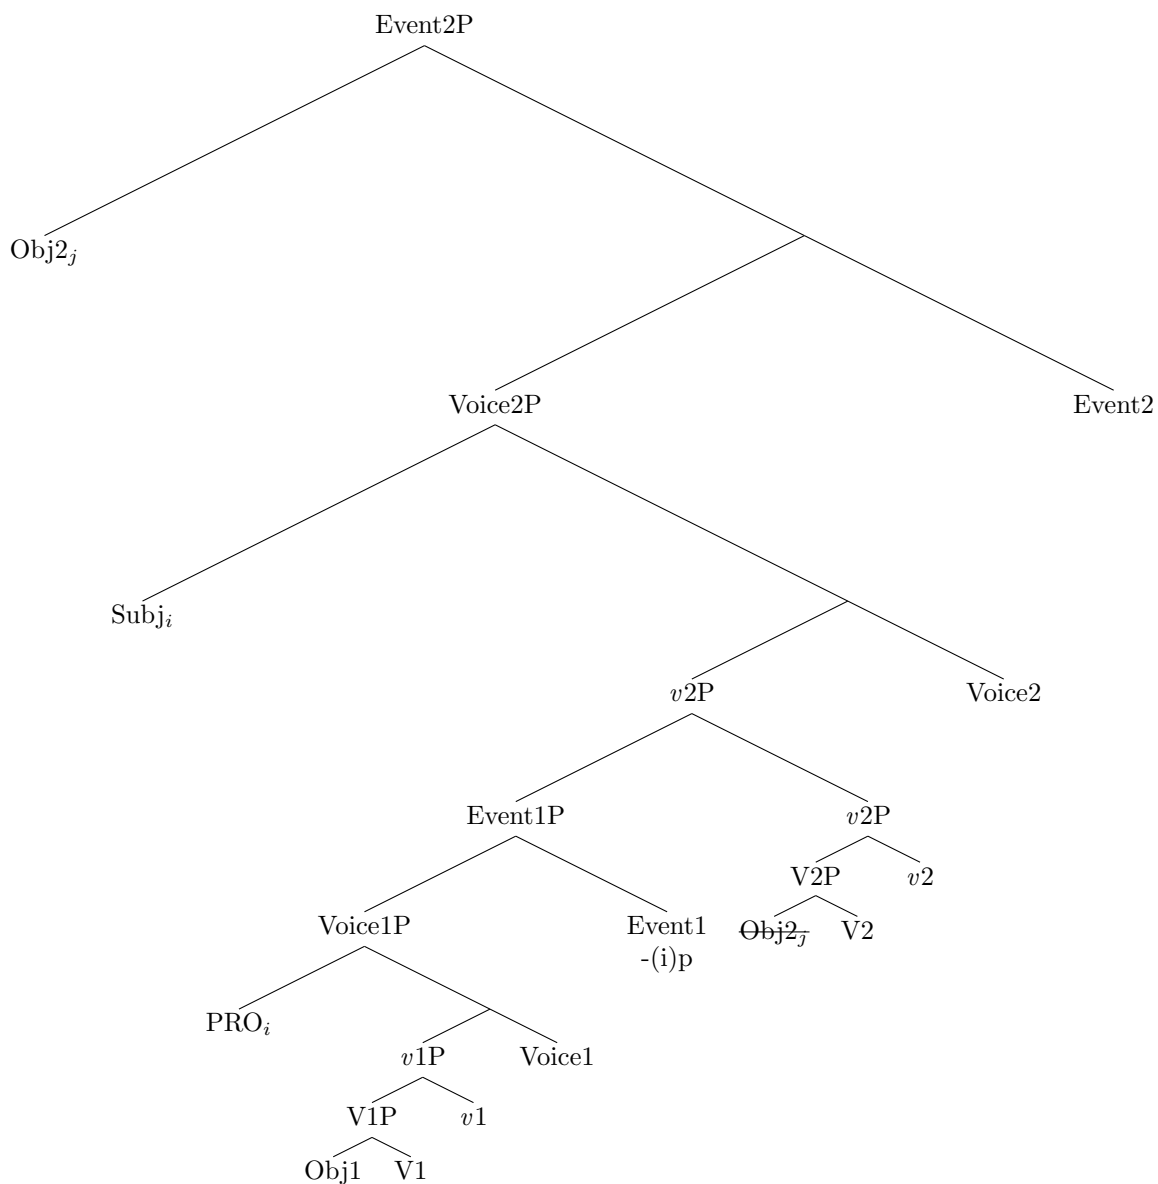 Event2P
Obj2j
Voice2P
Event2
Subji
v2P
Voice2
Event1P
v2P
V2P
v2
Voice1P
Event1
-(i)p
Obj2j
V2
PROi
v1P
Voice1
V1P
v1
Obj1
V1